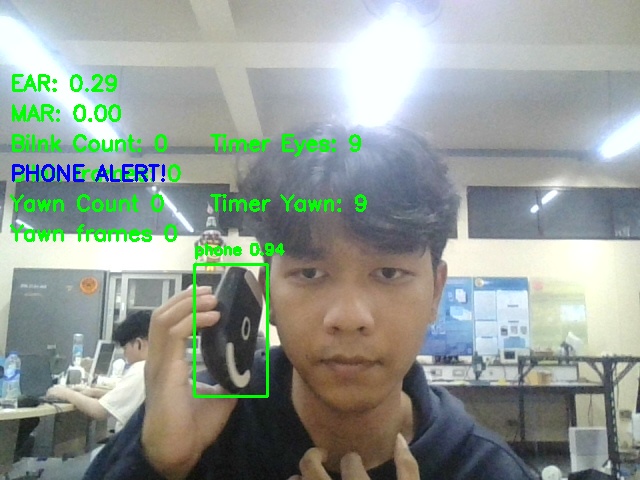 EAR: 0.29
MAR: 0.00
Bilnk Count: 0 Timer Eyes: 9
PHONE ALERT! 0
Yawn Count 0 Timer Yawn: 9
Yawn frames 0
phone 0.94